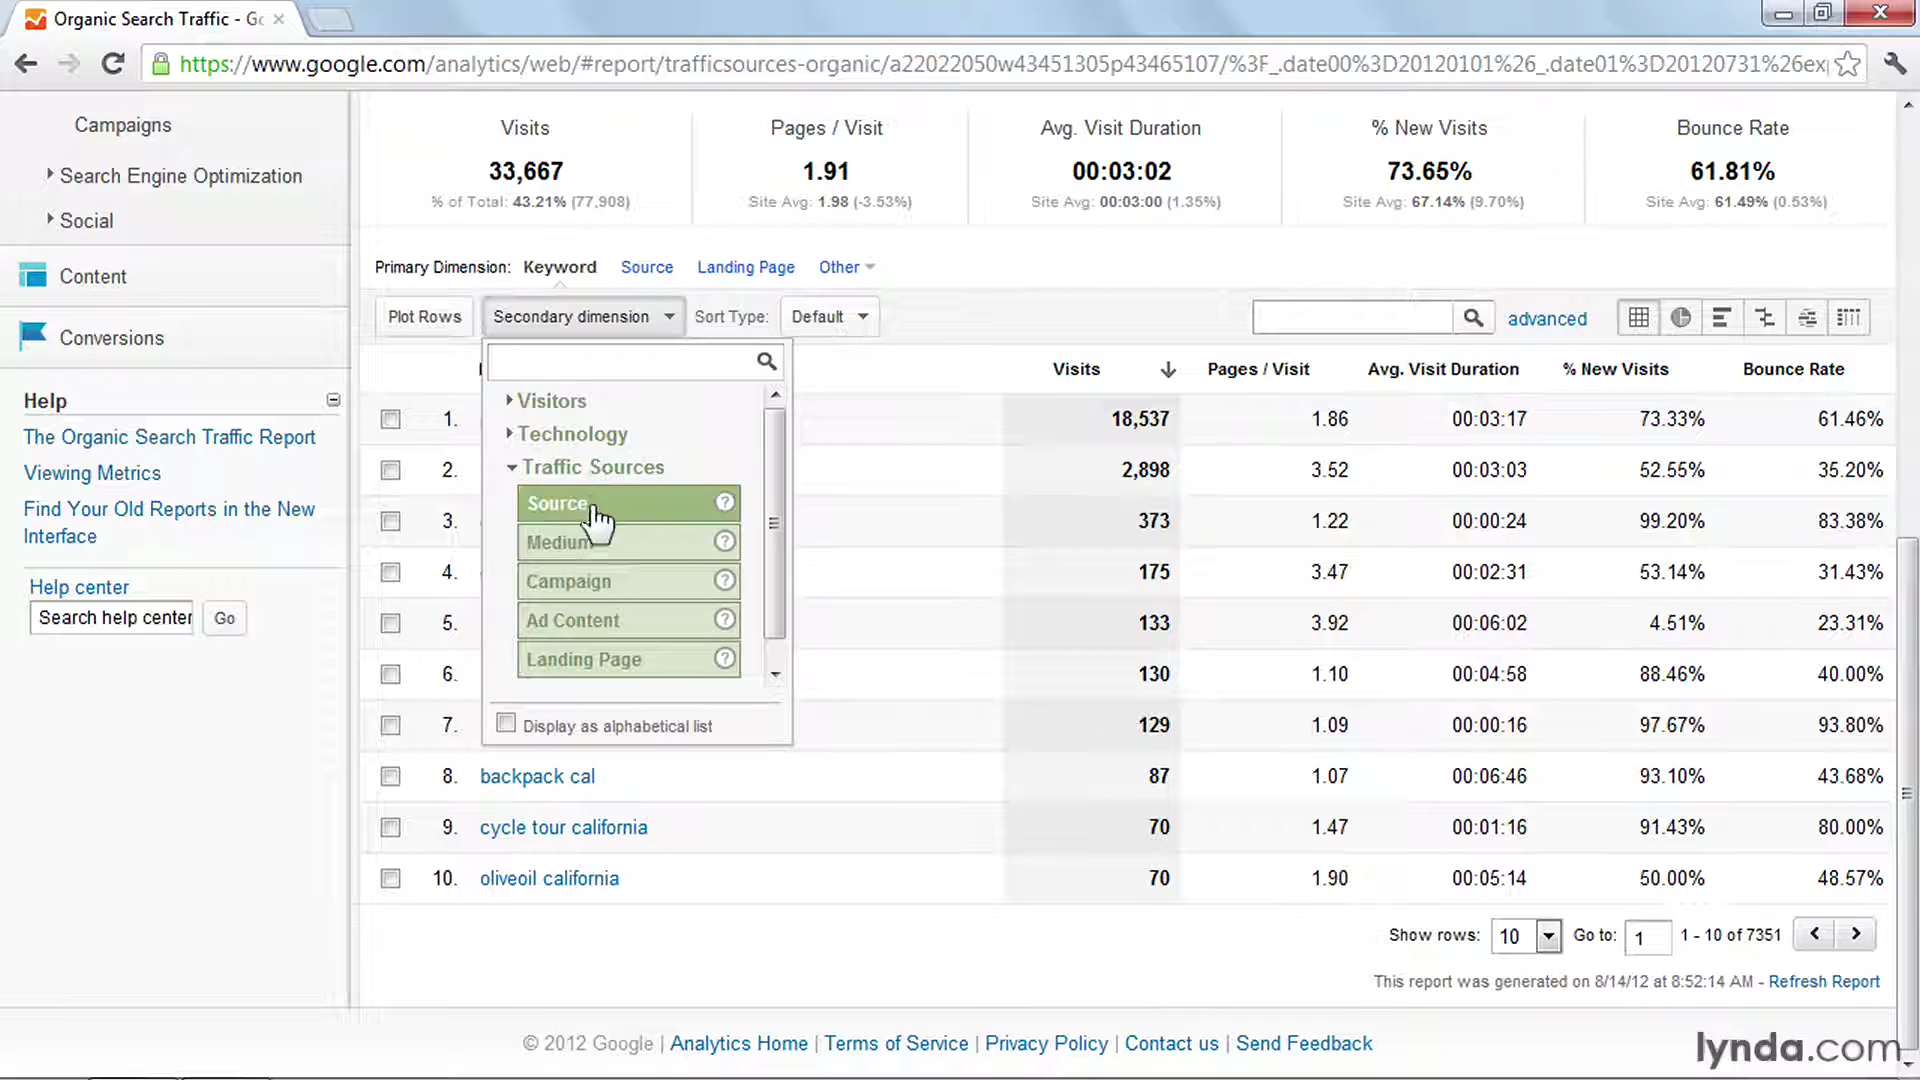 Organic Search Traffic - Go
https://www.google.com/analytics/web/#report/trafficsources-organic/a22022050w43451305p43465107/%3F_.date00%3D20120101%26_.date01%3D20120731%26exp
Campaigns
Search Engine Optimization
Social
Content
Conversions
Help
The Organic Search Traffic Report
Viewing Metrics
Find Your Old Reports in the New
Interface
Help center
Search help center Go
Visits Pages / Visit Avg. Visit Duration % New Visits Bounce Rate
33,667 1.91 00:03:02 73.65% 61.81%
% of Total: 43.21% (77,908) Site Avg: 1.98 (-3.53%) Site Avg: 00:03:00 (1.35%) Site Avg: 67.14% (9.70%) Site Avg: 61.49% (0.53%)
Primary Dimension: Keyword Source Landing Page Other
Plot Rows Secondary dimension Sort Type: Default advanced
Visitors
Technology
Traffic Sources
Source ?
Medium ?
Campaign ?
Ad Content ?
Landing Page ?
Display as alphabetical list
Visits Pages / Visit Avg. Visit Duration % New Visits Bounce Rate
1. 18,537 1.86 00:03:17 73.33% 61.46%
2. 2,898 3.52 00:03:03 52.55% 35.20%
3. 373 1.22 00:00:24 99.20% 83.38%
4. 175 3.47 00:02:31 53.14% 31.43%
5. 133 3.92 00:06:02 4.51% 23.31%
6. 130 1.10 00:04:58 88.46% 40.00%
7. 129 1.09 00:00:16 97.67% 93.80%
8. backpack cal 87 1.07 00:06:46 93.10% 43.68%
9. cycle tour california 70 1.47 00:01:16 91.43% 80.00%
10. oliveoil california 70 1.90 00:05:14 50.00% 48.57%
Show rows: 10 Go to: 1 1 - 10 of 7351
This report was generated on 8/14/12 at 8:52:14 AM - Refresh Report
© 2012 Google | Analytics Home | Terms of Service | Privacy Policy | Contact us | Send Feedback
lynda.com